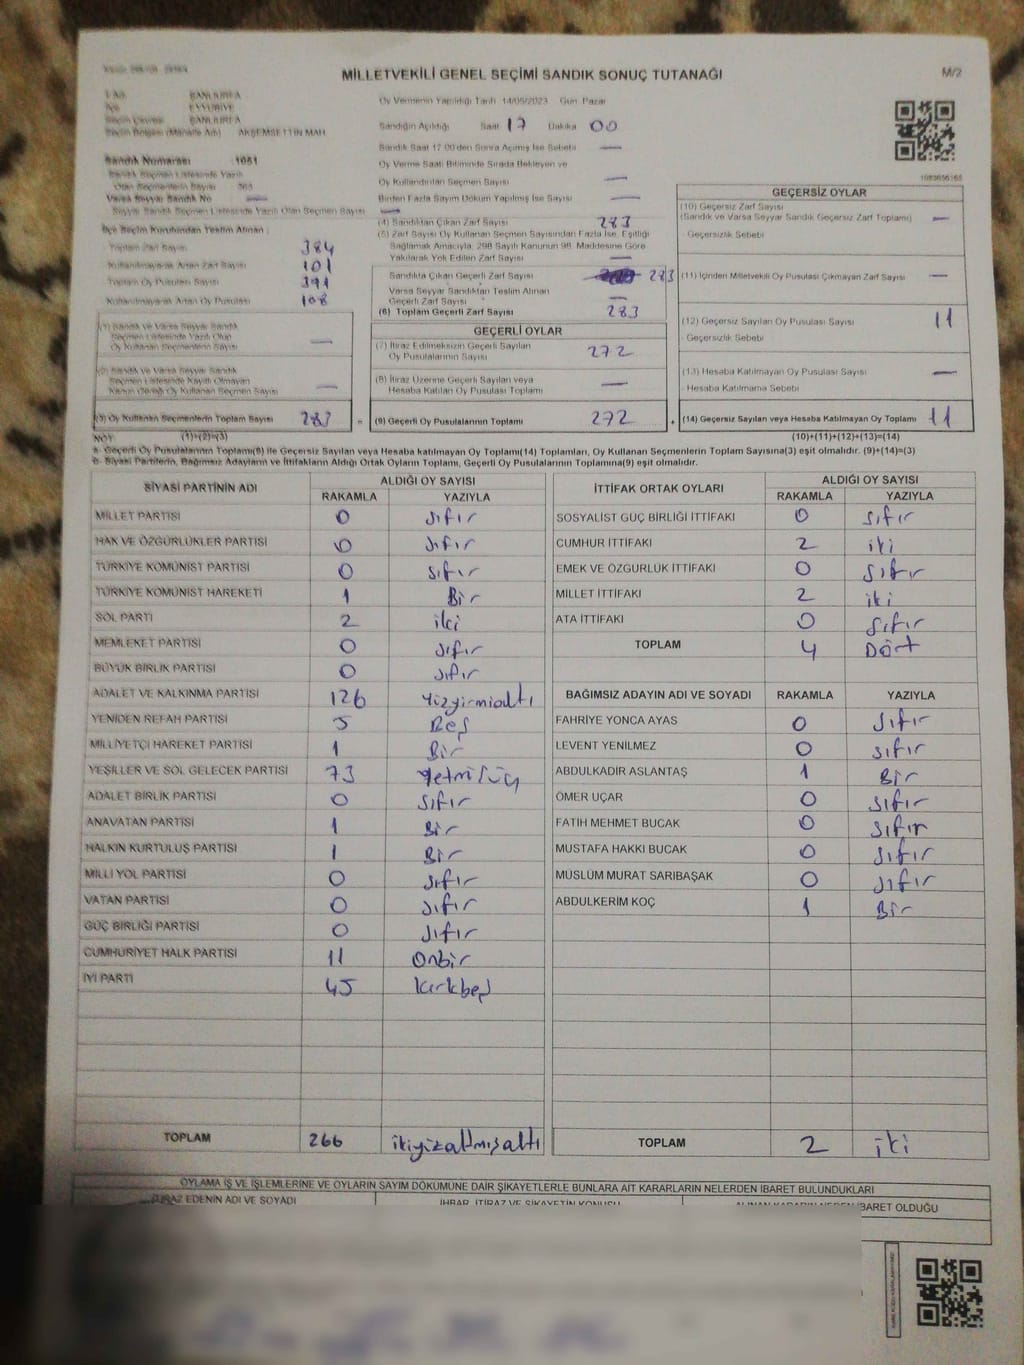 MİLLETVEKİLİ GENEL SEÇİMİ SANDIK SONUÇ TUTANAĞI
M/2
Oy Vermenin Yapıldığı Tarih 14/05/2023 Gün Pazar
Sandığın Açıldığı Saat 17 Dakika 00
Seçim Bölgesi (Mahalle Adı) AKŞEMSETTİN MAH
Sandık Saat 17:00'den Sonra Açılmış İse Sebebi —
Sandık Numarası 1051
Oy Verme Saati Bitiminde Sırada Bekleyen ve
Oy Kullandırılan Seçmen Sayısı —
1083656165
Varsa Seyyar Sandık No —
Birden Fazla Sayım Döküm Yapılmış İse Sayısı —
Seyyar Sandık Seçmen Listesinde Yazılı Olan Seçmen Sayısı —
İlçe Seçim Kurulundan Teslim Alınan
Toplam Zarf Sayısı 384
Kullanılmayarak Artan Zarf Sayısı 101
Toplam Oy Pusulası Sayısı 391
Kullanılmayarak Artan Oy Pusulası 108
(4) Sandıktan Çıkan Zarf Sayısı 283
(5) Zarf Sayısı Oy Kullanan Seçmen Sayısından Fazla İse, Eşitliği
Sağlamak Amacıyla, 298 Sayılı Kanunun 98. Maddesine Göre
Yakılarak Yok Edilen Zarf Sayısı —
Sandıkta Çıkan Geçerli Zarf Sayısı 283
Varsa Seyyar Sandıktan Teslim Alınan
Geçerli Zarf Sayısı —
(6) Toplam Geçerli Zarf Sayısı 283
GEÇERSİZ OYLAR
(10) Geçersiz Zarf Sayısı
(Sandık ve Varsa Seyyar Sandık Geçersiz Zarf Toplamı) —
Geçersizlik Sebebi
(11) İçinden Milletvekili Oy Pusulası Çıkmayan Zarf Sayısı —
(12) Geçersiz Sayılan Oy Pusulası Sayısı 11
Geçersizlik Sebebi
(13) Hesaba Katılmayan Oy Pusulası Sayısı —
Hesaba Katılmama Sebebi
(1) Sandık ve Varsa Seyyar Sandık
Seçmen Listesinde Yazılı Olup
Oy Kullanan Seçmenlerin Sayısı —
(2) Sandık ve Varsa Seyyar Sandık
Seçmen Listesinde Kayıtlı Olmayan
Kanun Gereği Oy Kullanan Seçmen Sayısı —
GEÇERLİ OYLAR
(7) İtiraz Edilmeksizin Geçerli Sayılan
Oy Pusulalarının Sayısı 272
(8) İtiraz Üzerine Geçerli Sayılan veya
Hesaba Katılan Oy Pusulası Toplamı —
(3) Oy Kullanan Seçmenlerin Toplam Sayısı 283 = (9) Geçerli Oy Pusulalarının Toplamı 272 + (14) Geçersiz Sayılan veya Hesaba Katılmayan Oy Toplamı 11
NOT (1)+(2)=(3) (10)+(11)+(12)+(13)=(14)
a- Geçerli Oy Pusulalarının Toplamı(9) ile Geçersiz Sayılan veya Hesaba Katılmayan Oy Toplamı(14) Toplamları, Oy Kullanan Seçmenlerin Toplam Sayısına(3) eşit olmalıdır. (9)+(14)=(3)
b- Siyasi Partilerin, Bağımsız Adayların ve İttifakların Aldığı Ortak Oyların Toplamı, Geçerli Oy Pusulalarının Toplamına(9) eşit olmalıdır.
SİYASİ PARTİNİN ADI ALDIĞI OY SAYISI
RAKAMLA YAZIYLA
MİLLET PARTİSİ 0 sıfır
HAK VE ÖZGÜRLÜKLER PARTİSİ 0 sıfır
TÜRKİYE KOMÜNİST PARTİSİ 0 sıfır
TÜRKİYE KOMÜNİST HAREKETİ 1 Bir
SOL PARTİ 2 iki
MEMLEKET PARTİSİ 0 sıfır
BÜYÜK BİRLİK PARTİSİ 0 sıfır
ADALET VE KALKINMA PARTİSİ 126 Yüzyirmialtı
YENİDEN REFAH PARTİSİ 5 Beş
MİLLİYETÇİ HAREKET PARTİSİ 1 Bir
YEŞİLLER VE SOL GELECEK PARTİSİ 73 Yetmişüç
ADALET BİRLİK PARTİSİ 0 sıfır
ANAVATAN PARTİSİ 1 Bir
HALKIN KURTULUŞ PARTİSİ 1 Bir
MİLLİ YOL PARTİSİ 0 sıfır
VATAN PARTİSİ 0 sıfır
GÜÇ BİRLİĞİ PARTİSİ 0 sıfır
CUMHURİYET HALK PARTİSİ 11 Onbir
İYİ PARTİ 45 kırkbeş
TOPLAM 266 ikiyüzaltmışaltı
İTTİFAK ORTAK OYLARI ALDIĞI OY SAYISI
RAKAMLA YAZIYLA
SOSYALİST GÜÇ BİRLİĞİ İTTİFAKI 0 sıfır
CUMHUR İTTİFAKI 2 iki
EMEK VE ÖZGÜRLÜK İTTİFAKI 0 sıfır
MİLLET İTTİFAKI 2 iki
ATA İTTİFAKI 0 sıfır
TOPLAM 4 Dört
BAĞIMSIZ ADAYIN ADI VE SOYADI RAKAMLA YAZIYLA
FAHRİYE YONCA AYAS 0 sıfır
LEVENT YENİLMEZ 0 sıfır
ABDULKADİR ASLANTAŞ 1 Bir
ÖMER UÇAR 0 sıfır
FATİH MEHMET BUCAK 0 sıfır
MUSTAFA HAKKI BUCAK 0 sıfır
MÜSLÜM MURAT SARIBAŞAK 0 sıfır
ABDULKERİM KOÇ 1 Bir
TOPLAM 2 iki
OYLAMA İŞ VE İŞLEMLERİNE VE OYLARIN SAYIM DÖKÜMÜNE DAİR ŞİKAYETLERLE BUNLARA AİT KARARLARIN NELERDEN İBARET BULUNDUKLARI
İTİRAZ EDENİN ADI VE SOYADI İHBAR, İTİRAZ VE ŞİKAYETİN KONUSU ALINAN KARARIN NEDEN İBARET OLDUĞU